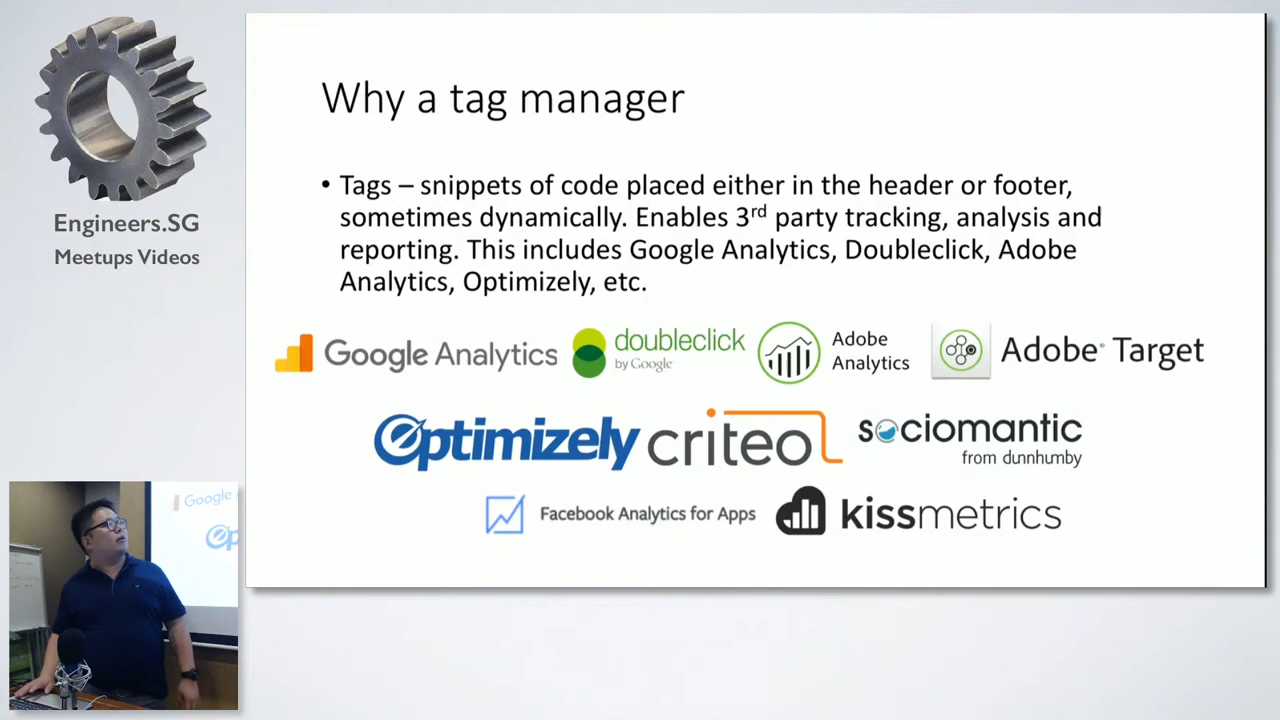 Engineers.SG
Meetups Videos
Why a tag manager
• Tags – snippets of code placed either in the header or footer,
sometimes dynamically. Enables 3rd party tracking, analysis and
reporting. This includes Google Analytics, Doubleclick, Adobe
Analytics, Optimizely, etc.
Google Analytics
doubleclick
by Google
Adobe
Analytics
Adobe Target
Optimizely
criteo
sociomantic
from dunnhumby
Facebook Analytics for Apps
kissmetrics
Google A
Op